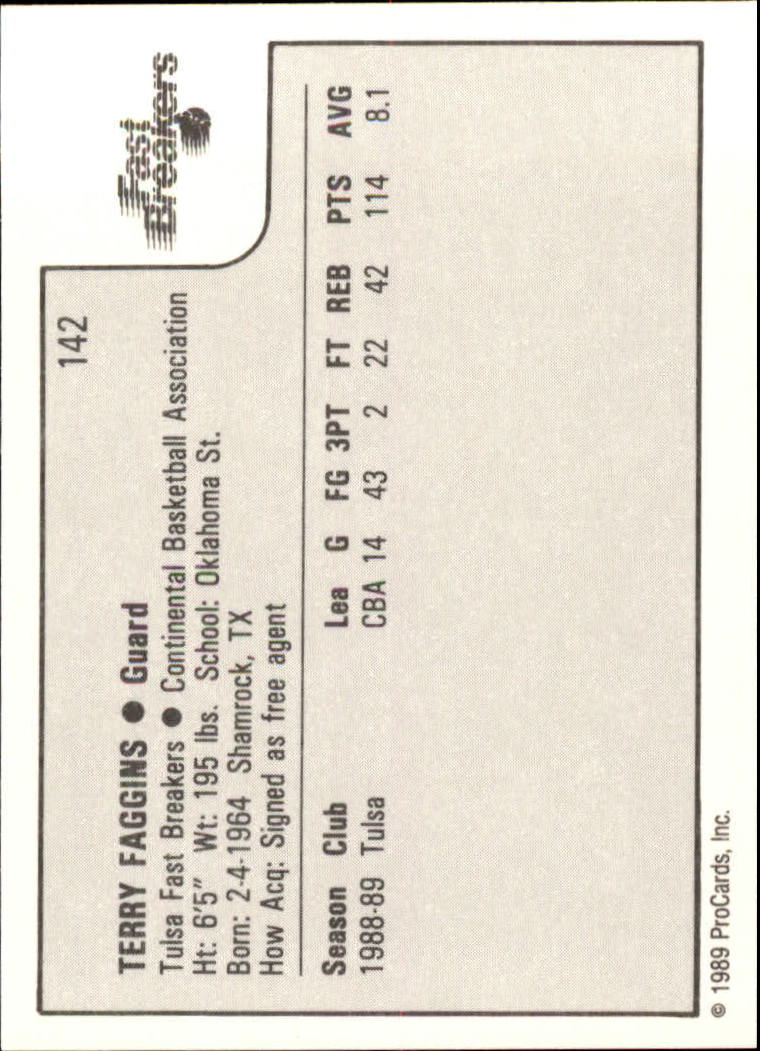 142
Fast
Breakers
TERRY FAGGINS ● Guard
Tulsa Fast Breakers ● Continental Basketball Association
Ht: 6'5" Wt: 195 lbs. School: Oklahoma St.
Born: 2-4-1964 Shamrock, TX
How Acq: Signed as free agent
Season Club Lea G FG 3PT FT REB PTS AVG
1988-89 Tulsa CBA 14 43 2 22 42 114 8.1
© 1989 ProCards, Inc.